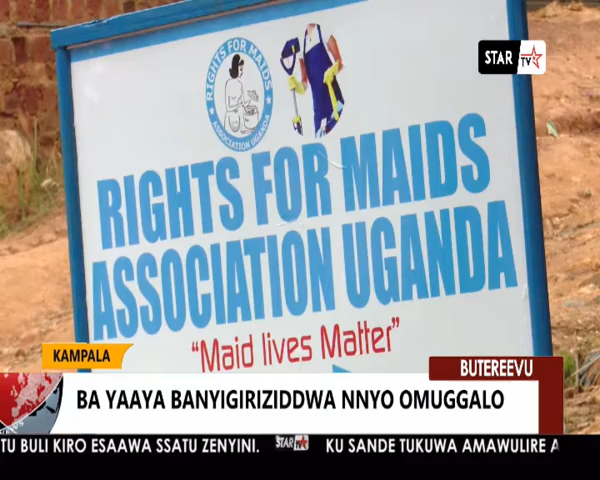 STAR TV
RIGHTS FOR MAIDS
ASSOCIATION UGANDA
RIGHTS FOR MAIDS
ASSOCIATION UGANDA
"Maid lives Matter"
KAMPALA
BUTEREEVU
BA YAAYA BANYIGIRIZIDDWA NNYO OMUGGALO
TU BULI KIRO ESAAWA SSATU ZENYINI. STAR TV KU SANDE TUKUWA AMAWULIRE